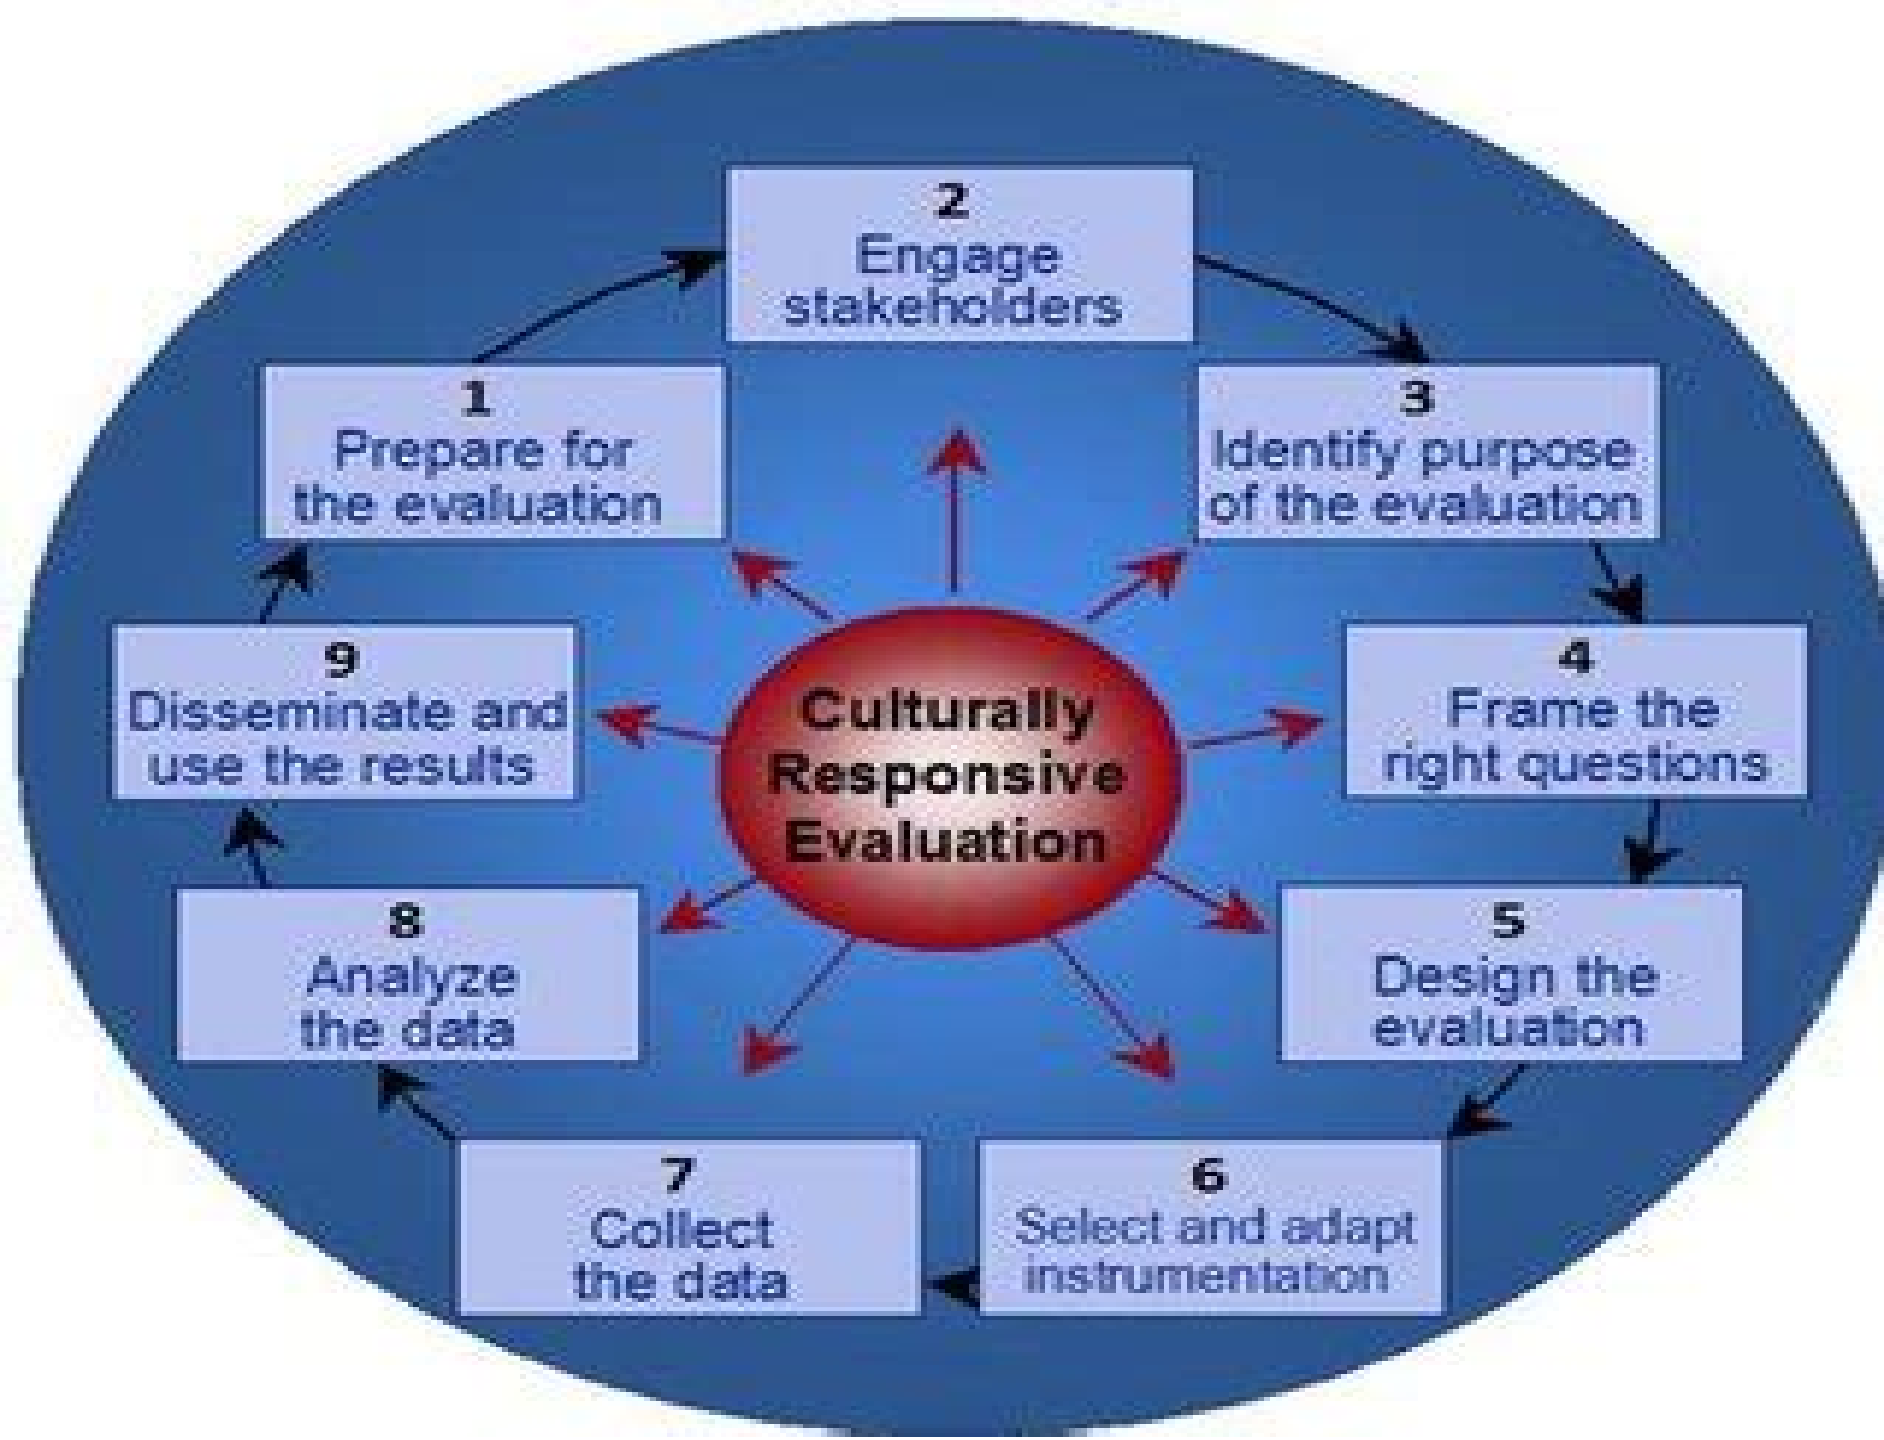 2
Engage
stakeholders
1
Prepare for
the evaluation
3
Identify purpose
of the evaluation
9
Disseminate and
use the results
Culturally
Responsive
Evaluation
4
Frame the
right questions
8
Analyze
the data
5
Design the
evaluation
7
Collect
the data
6
Select and adapt
instrumentation